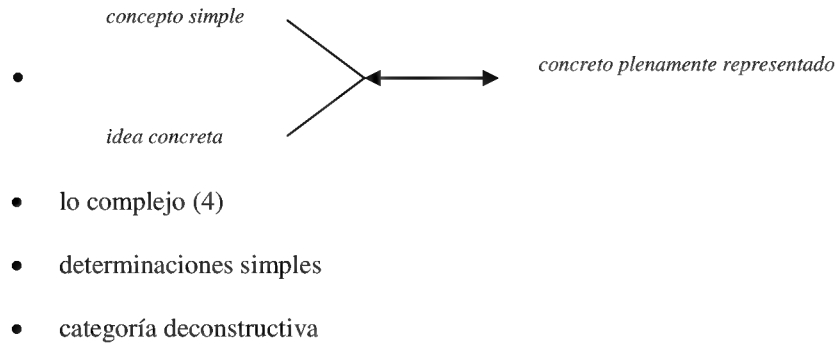 concepto simple
concreto plenamente representado
idea concreta
lo complejo (4)
determinaciones simples
categoría deconstructiva